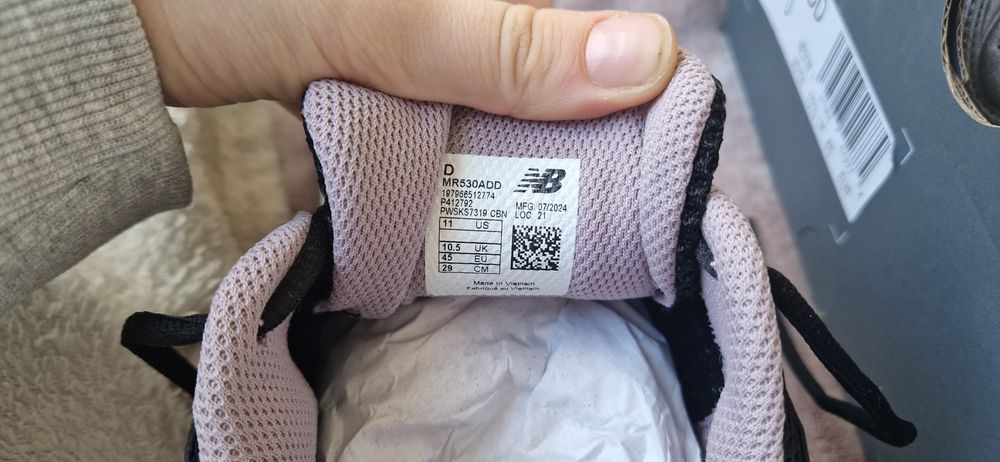 D
MR530ADD
197966512774
P412792
PWSKS7319 CBN
NB
MFG: 07/2024
LOC. 21
11 US
10.5 UK
45 EU
29 CM
Made in Vietnam
Fabriqué au Vietnam